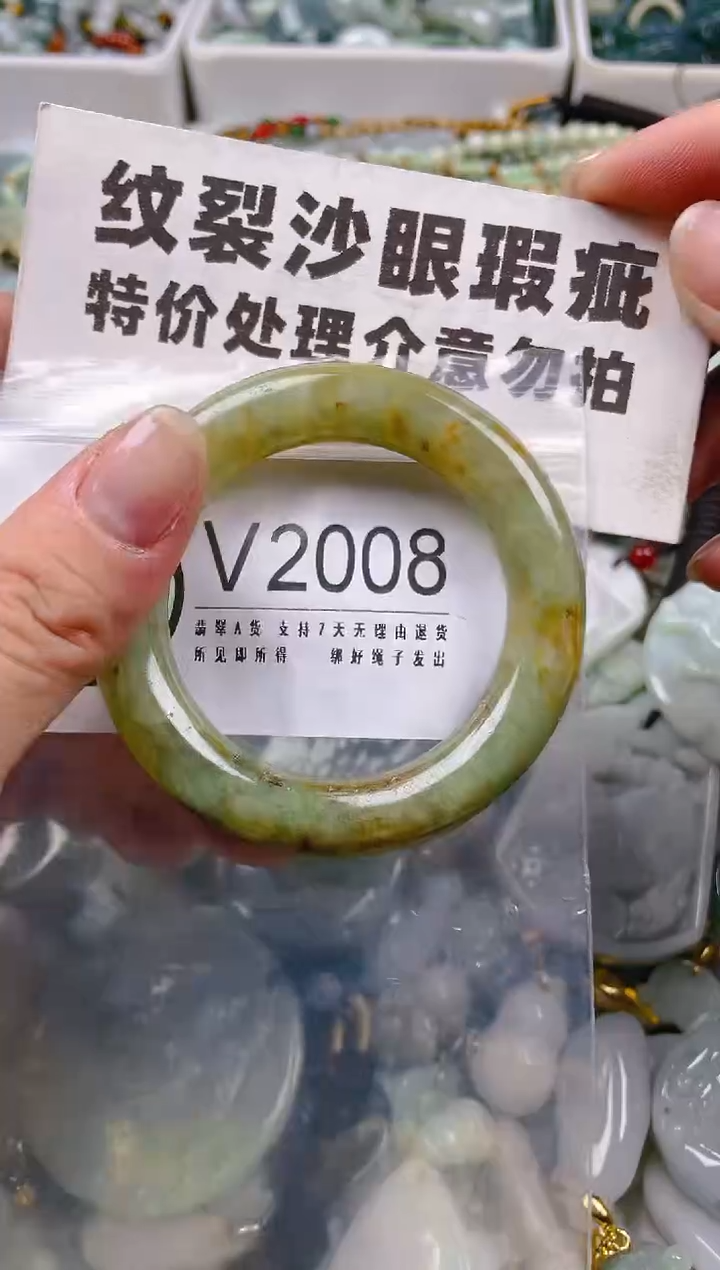 纹裂沙眼瑕疵
特价处理介意勿拍
V2008
翡翠A货 支持7天无理由退货
所见即所得 绑好绳子发出